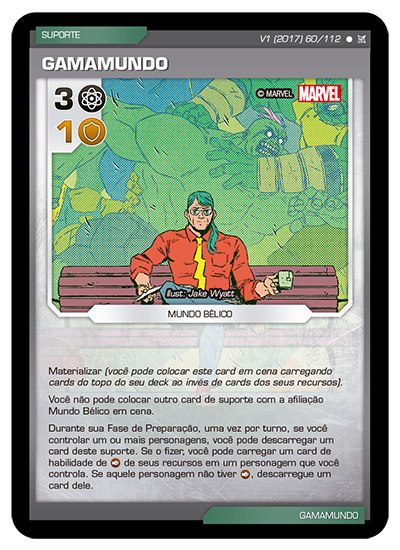 SUPORTE
V1 (2017) 60/112
GAMAMUNDO
3
© MARVEL MARVEL
1
Illust: Jake Wyatt
MUNDO BÉLICO
Materializar (você pode colocar este card em cena carregando
cards do topo do seu deck ao invés de cards dos seus recursos).
Você não pode colocar outro card de suporte com a afiliação
Mundo Bélico em cena.
Durante sua Fase de Preparação, uma vez por turno, se você
controlar um ou mais personagens, você pode descarregar um
card deste suporte. Se o fizer, você pode carregar um card de
habilidade de de seus recursos em um personagem que você
controla. Se aquele personagem não tiver , descarregue um
card dele.
GAMAMUNDO